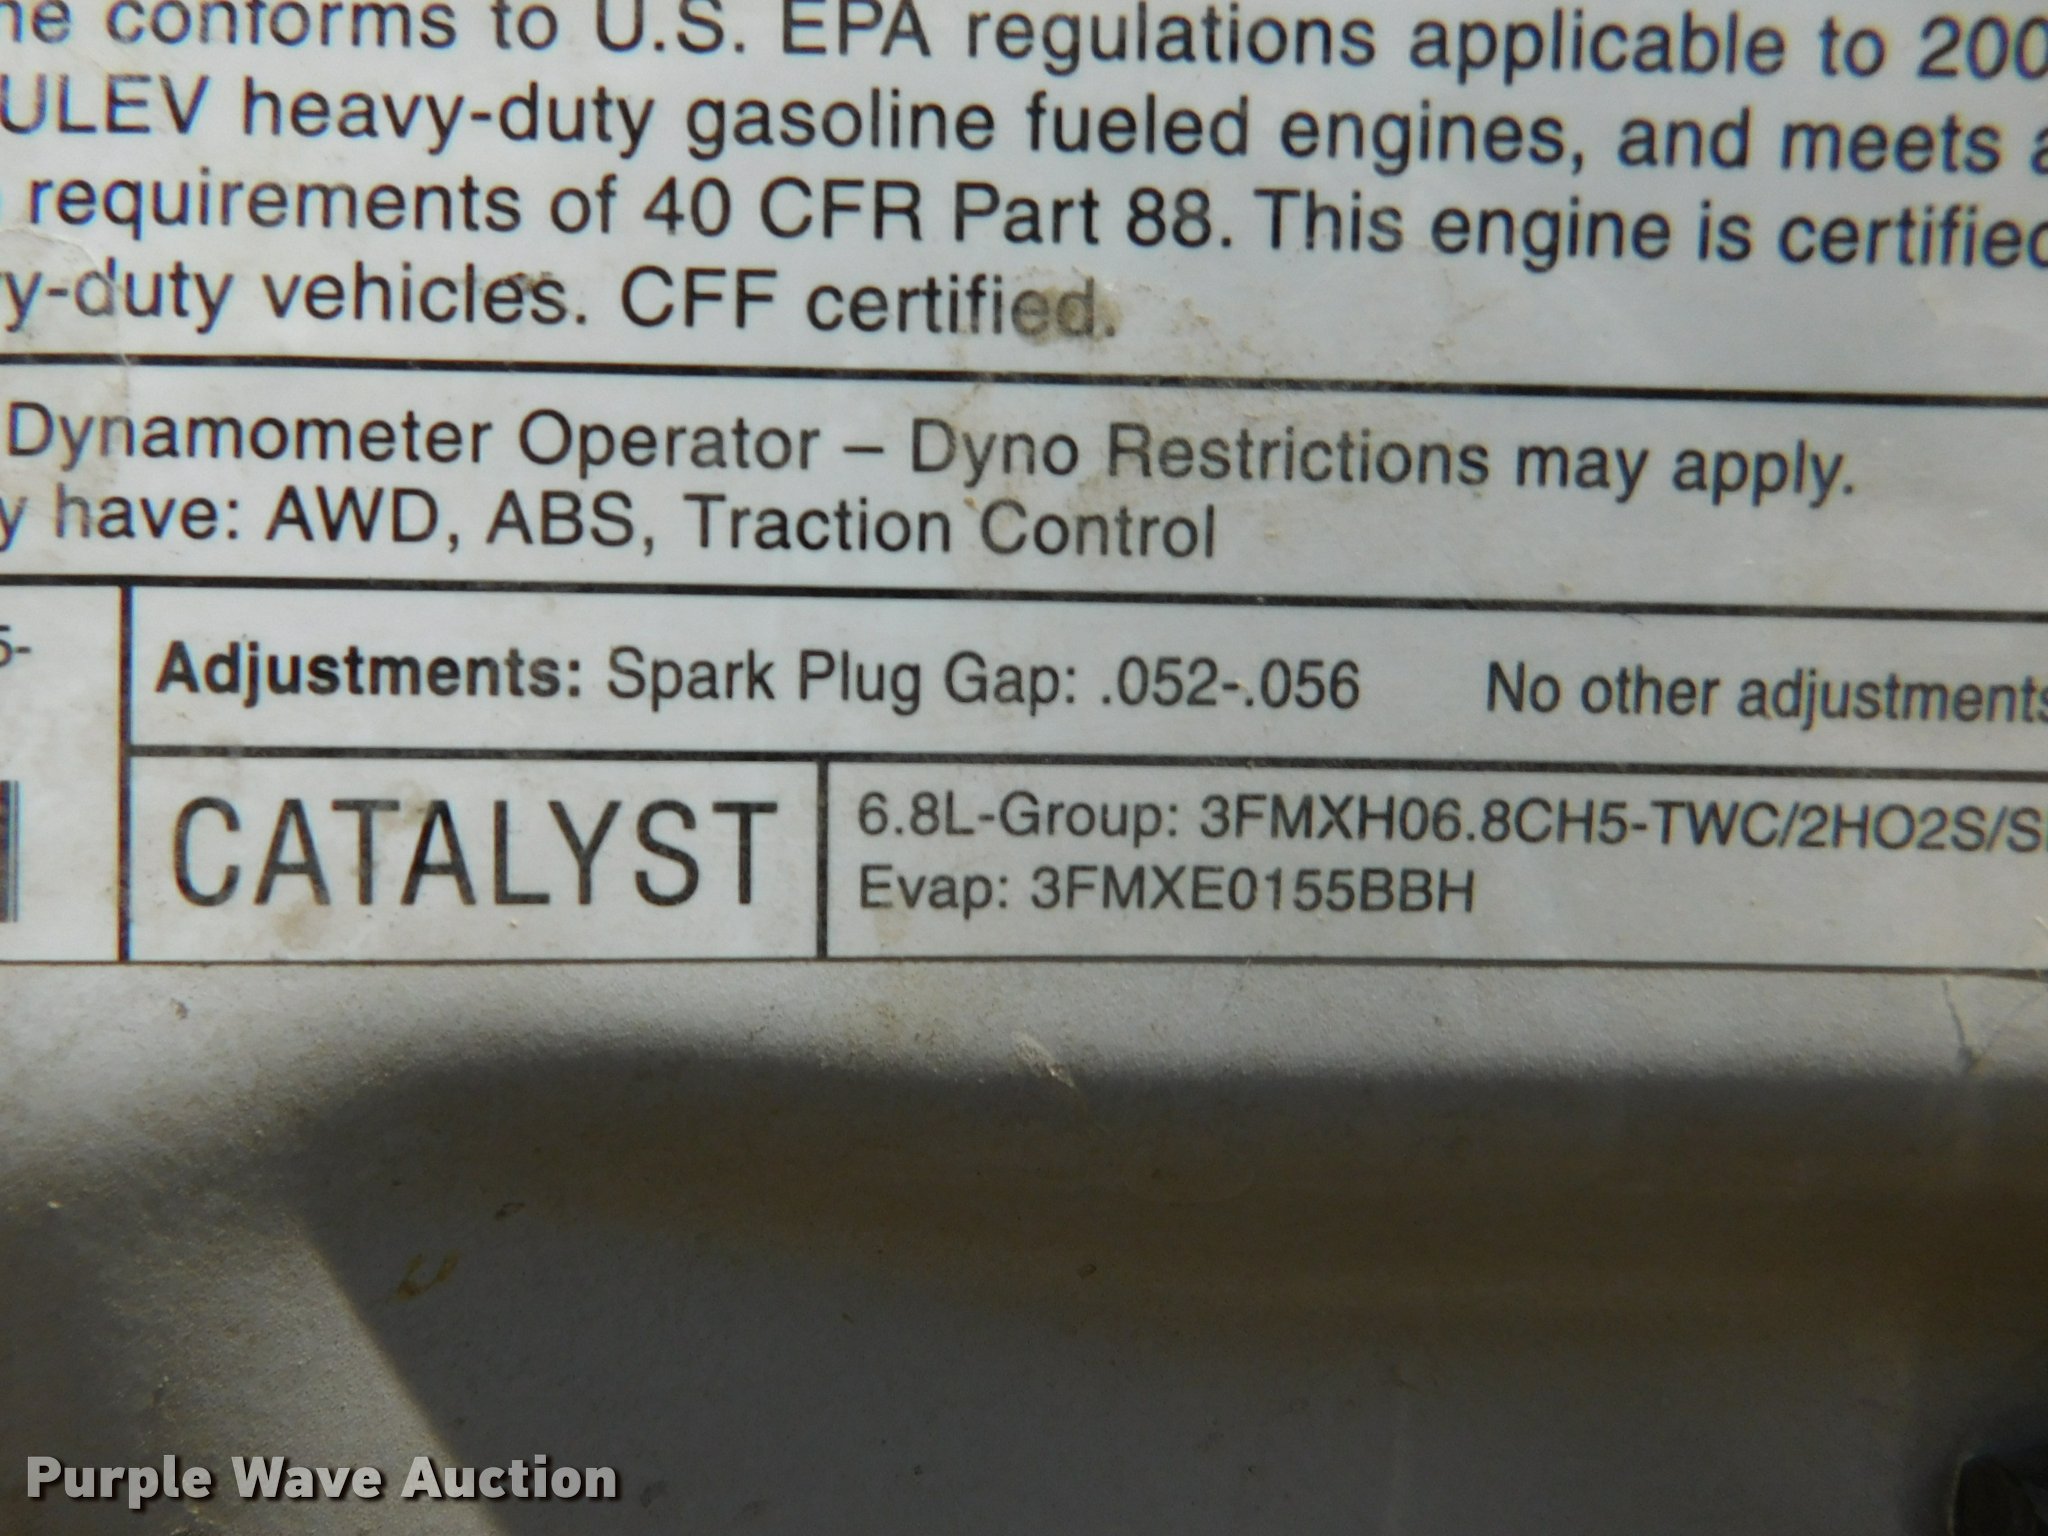 conforms to U.S. EPA regulations applicable to 200
ULEV heavy-duty gasoline fueled engines, and meets a
requirements of 40 CFR Part 88. This engine is certified
y-duty vehicles. CFF certified.
Dynamometer Operator – Dyno Restrictions may apply.
y have: AWD, ABS, Traction Control
5-
Adjustments: Spark Plug Gap: .052-.056 No other adjustments
CATALYST
6.8L-Group: 3FMXH06.8CH5-TWC/2HO2S/S
Evap: 3FMXE0155BBH
Purple Wave Auction